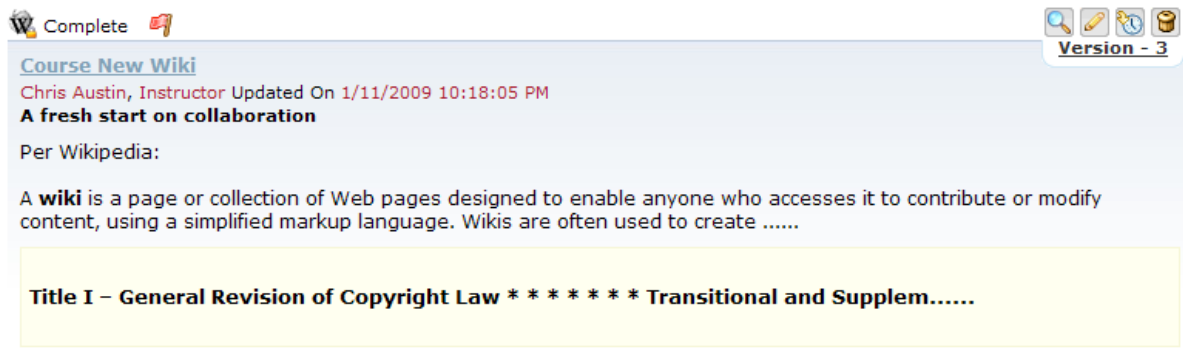 Complete
Version - 3
Course New Wiki
Chris Austin, Instructor Updated On 1/11/2009 10:18:05 PM
A fresh start on collaboration
Per Wikipedia:
A wiki is a page or collection of Web pages designed to enable anyone who accesses it to contribute or modify
content, using a simplified markup language. Wikis are often used to create ......
Title I – General Revision of Copyright Law * * * * * * * Transitional and Supplem......